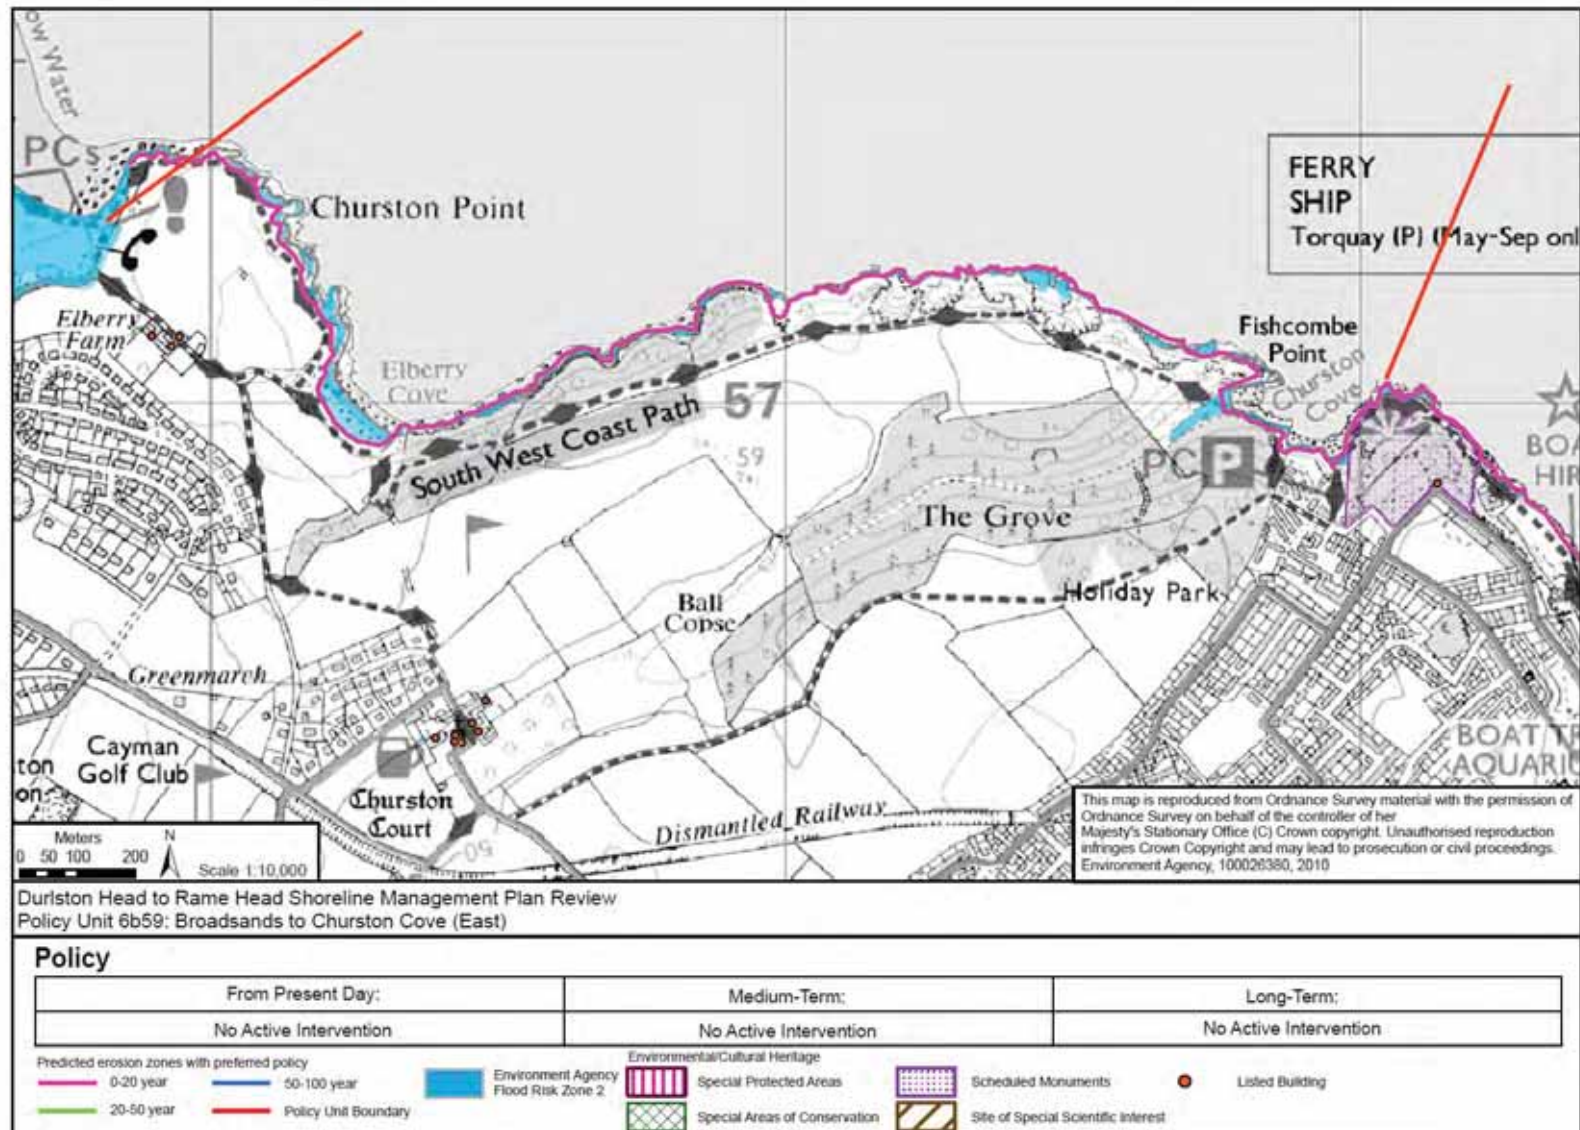 ow Water
PCs
Churston Point
FERRY
SHIP
Torquay (P) (May-Sep onl
Elberry
Farm
Elberry
Cove
Fishcombe
Point
Churston
Cove
57
59
South West Coast Path
PC P
BOA
HIR
The Grove
Ball
Copse
Holiday Park
Greenmarch
Cayman
Golf Club
ton
on
Churston
Court
50
Dismantled Railway
BOAT TR
AQUARIU
Meters
N
0 50 100 200
Scale 1:10,000
This map is reproduced from Ordnance Survey material with the permission of
Ordnance Survey on behalf of the controller of her
Majesty's Stationary Office (C) Crown copyright. Unauthorised reproduction
infringes Crown Copyright and may lead to prosecution or civil proceedings.
Environment Agency, 100026380, 2010
Durlston Head to Rame Head Shoreline Management Plan Review
Policy Unit 6b59: Broadsands to Churston Cove (East)
Policy
From Present Day: Medium-Term: Long-Term:
No Active Intervention No Active Intervention No Active Intervention
Predicted erosion zones with preferred policy
0-20 year
50-100 year
20-50 year
Policy Unit Boundary
Environment Agency
Flood Risk Zone 2
Environmental/Cultural Heritage
Special Protected Areas
Scheduled Monuments
Listed Building
Special Areas of Conservation
Site of Special Scientific Interest